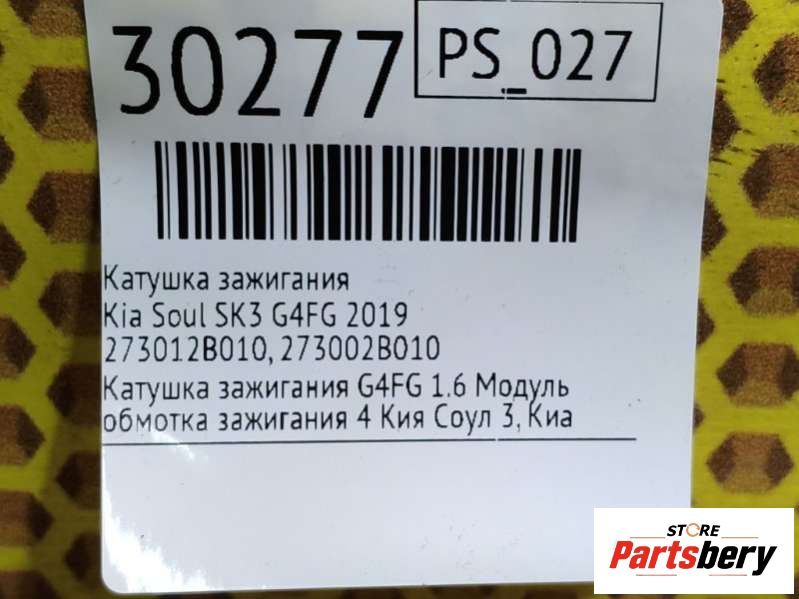 30277
PS_027
Катушка зажигания
Kia Soul SK3 G4FG 2019
273012B010, 273002B010
Катушка зажигания G4FG 1.6 Модуль
обмотка зажигания 4 Кия Соул 3, Киа
STORE
Partsbery